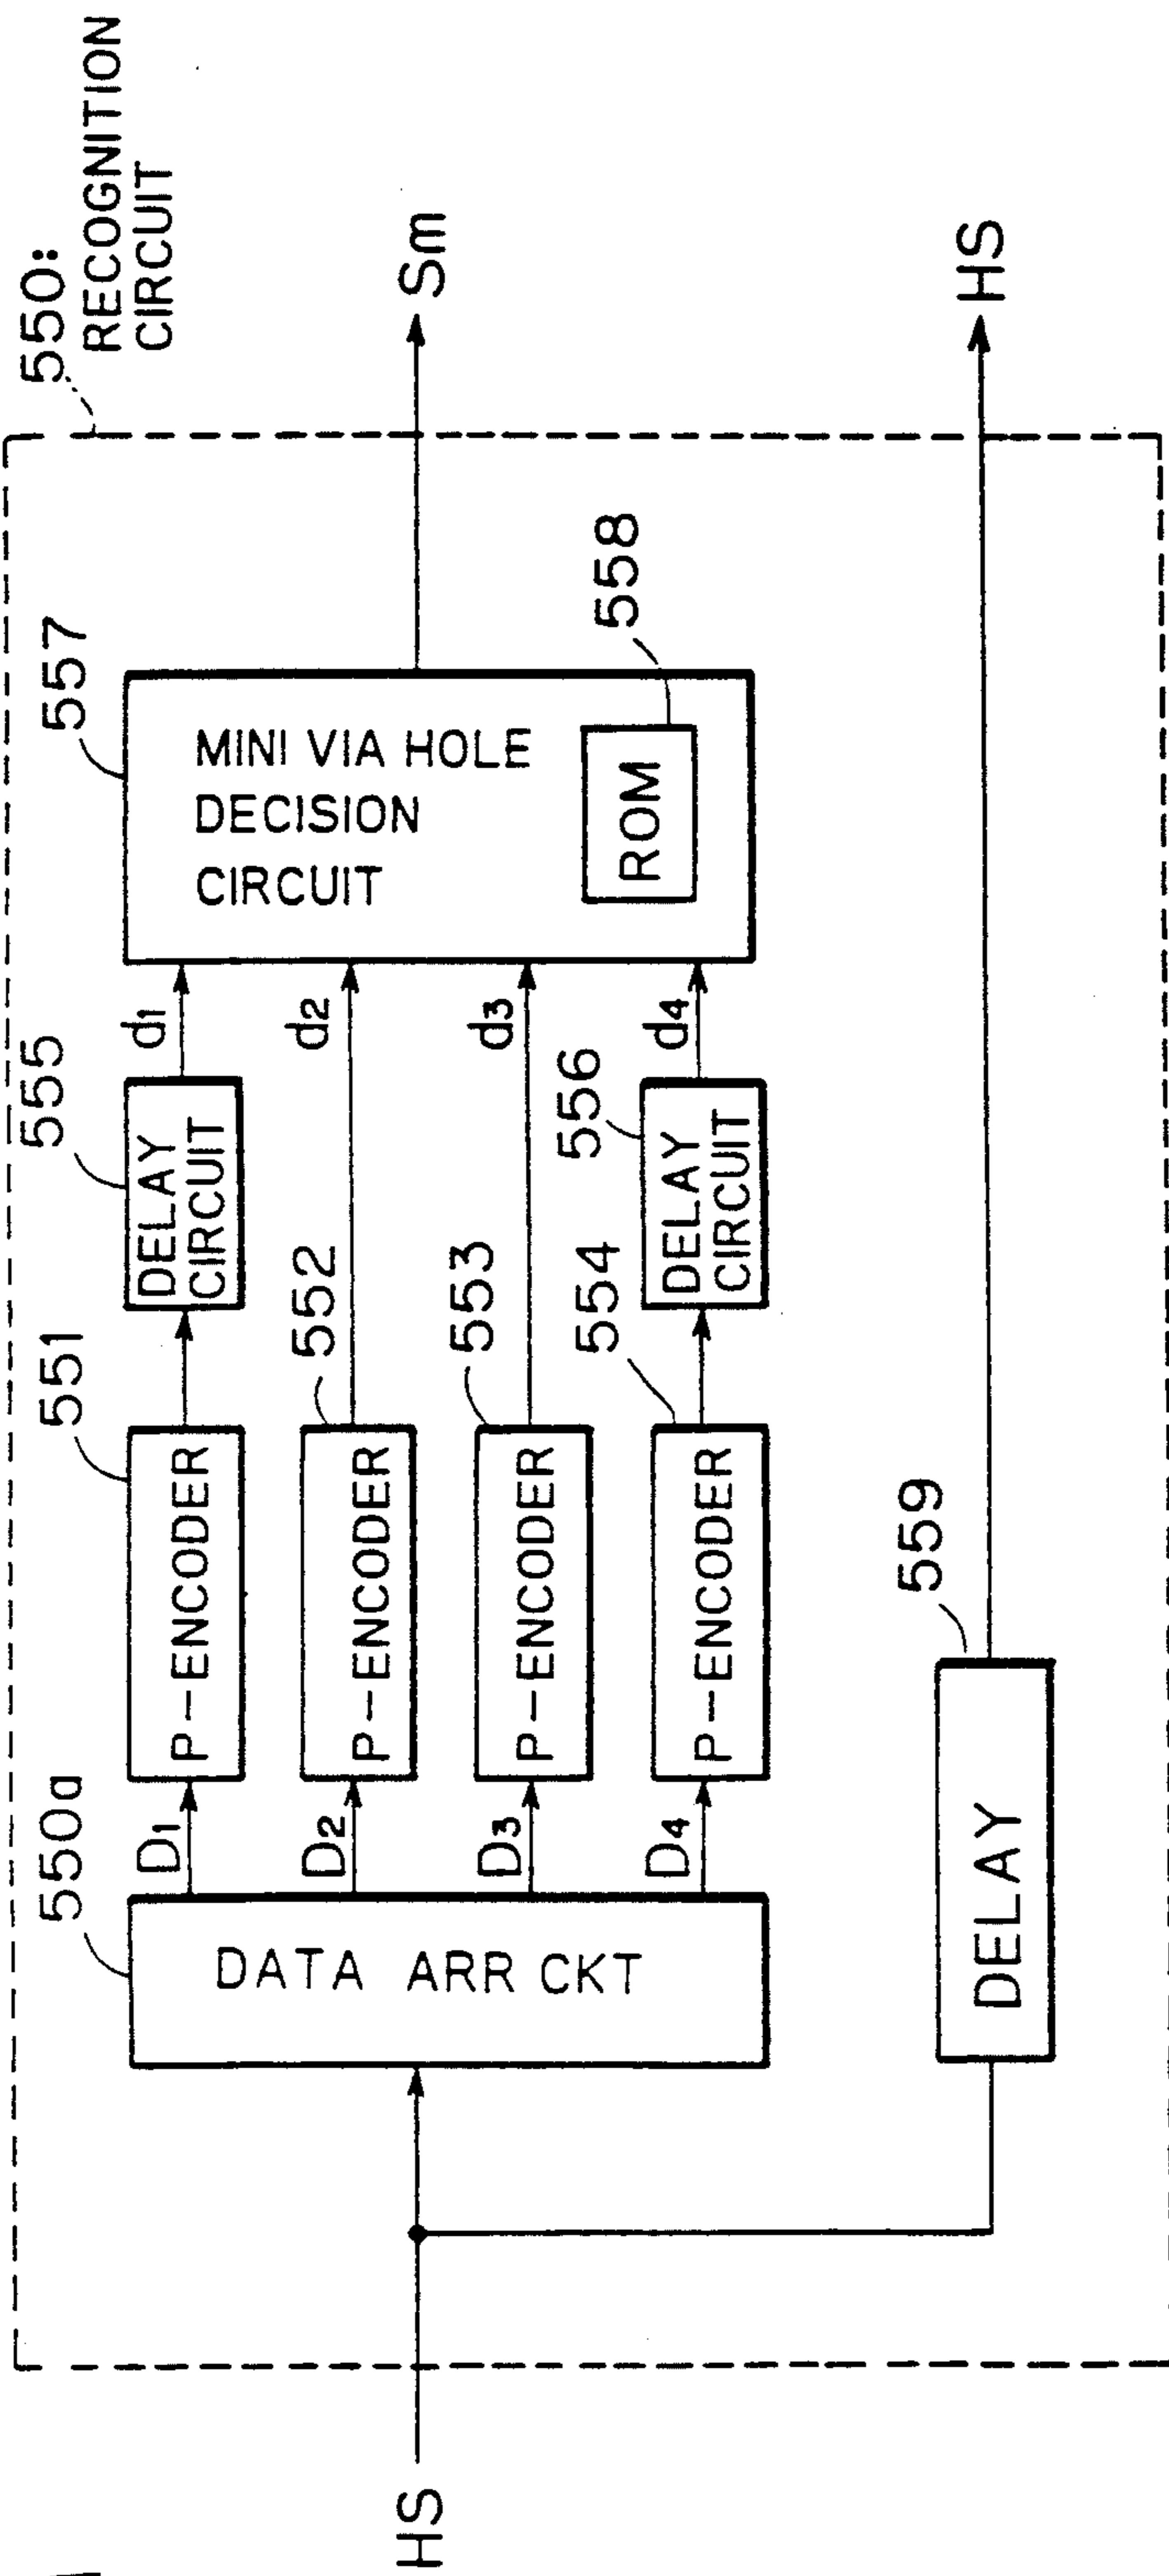 550:
RECOGNITION
CIRCUIT
HS
550a
DATA ARR CKT
D1
D2
D3
D4
551
P-ENCODER
552
P-ENCODER
553
P-ENCODER
554
P-ENCODER
555
DELAY
CIRCUIT
556
DELAY
CIRCUIT
d1
d2
d3
d4
557
MINI VIA HOLE
DECISION
CIRCUIT
558
ROM
Sm
559
DELAY
HS